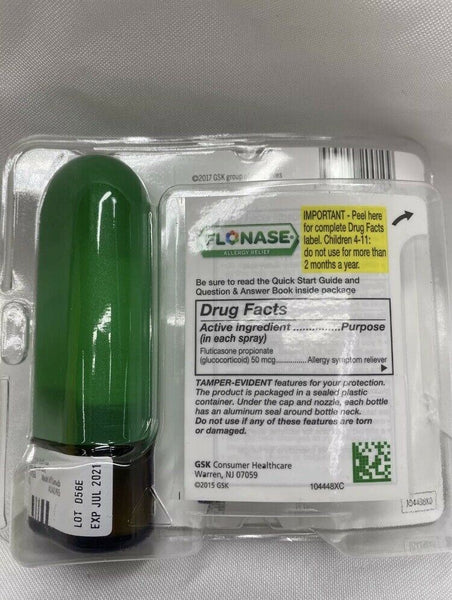 ©2017 GSK group of
FLONASE
ALLERGY RELIEF
IMPORTANT - Peel here
for complete Drug Facts
label. Children 4-11:
do not use for more than
2 months a year.
Be sure to read the Quick Start Guide and
Question & Answer Book inside package
Drug Facts
Active ingredient..............Purpose
(in each spray)
Fluticasone propionate
(glucocorticoid) 50 mcg..........Allergy symptom reliever
TAMPER-EVIDENT features for your protection.
The product is packaged in a sealed plastic
container. Under the cap and nozzle, each bottle
has an aluminum seal around bottle neck.
Do not use if any of these features are torn
or damaged.
GSK Consumer Healthcare
Warren, NJ 07059
©2015 GSK
104448XC
LOT D56E
EXP JUL 2021